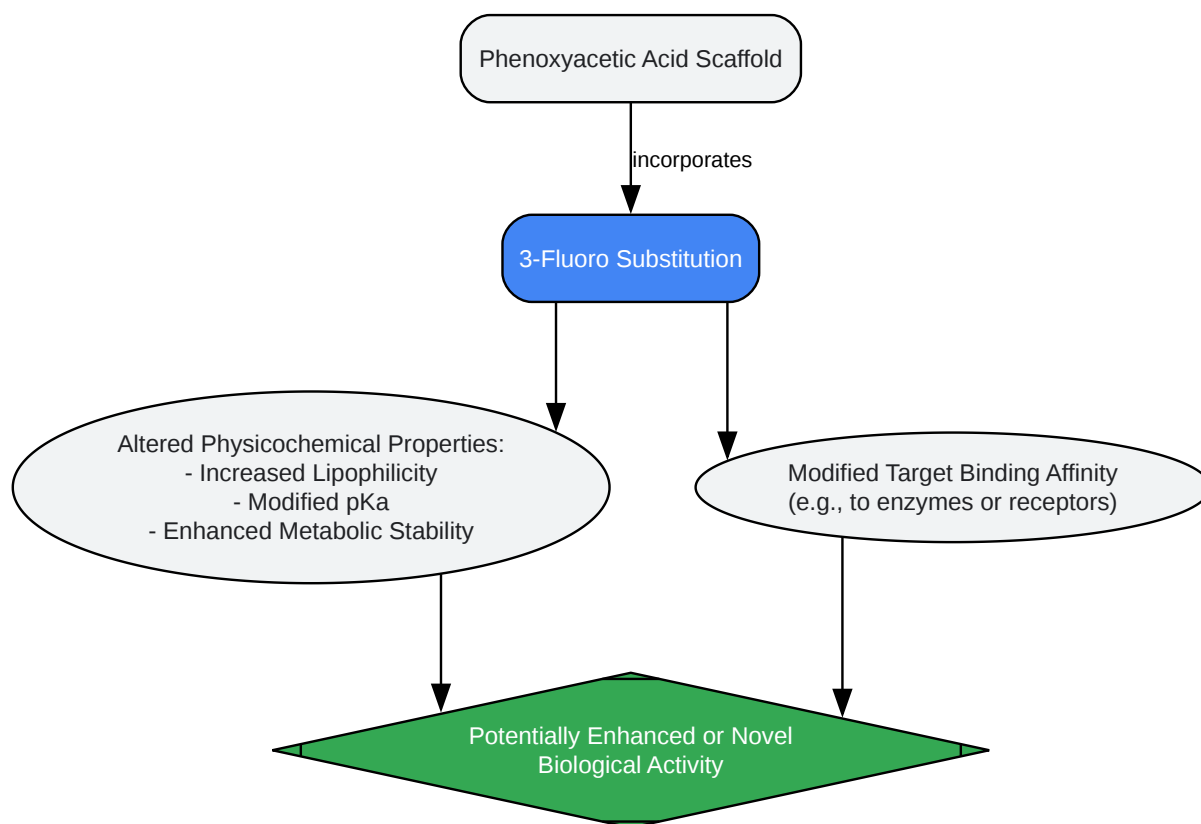 Phenoxyacetic Acid Scaffold
incorporates
3-Fluoro Substitution
Altered Physicochemical Properties:
- Increased Lipophilicity
- Modified pKa
- Enhanced Metabolic Stability
Modified Target Binding Affinity
(e.g., to enzymes or receptors)
Potentially Enhanced or Novel
Biological Activity